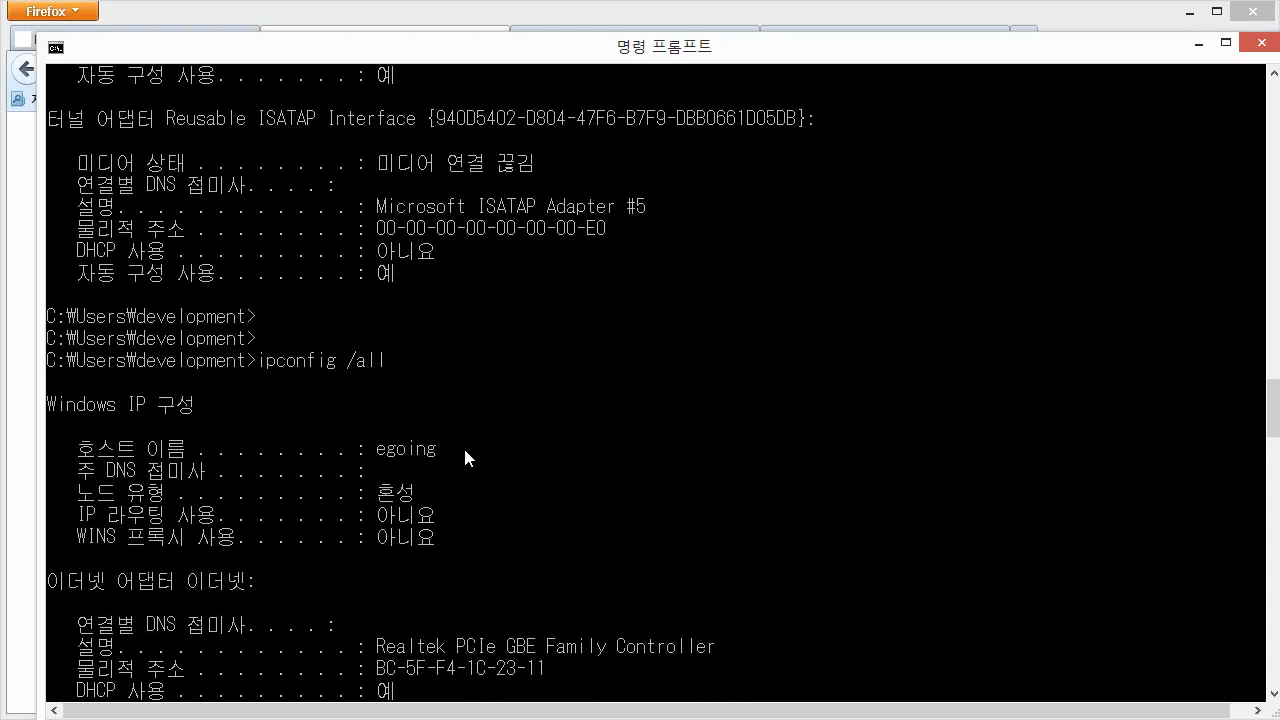 Firefox
명령 프롬프트
자동 구성 사용. . . . . . . : 예
터널 어댑터 Reusable ISATAP Interface {940D5402-D804-47F6-B7F9-DBB0661D05DB}:
미디어 상태 . . . . . . . . : 미디어 연결 끊김
연결별 DNS 접미사. . . . :
설명. . . . . . . . . . . . : Microsoft ISATAP Adapter #5
물리적 주소 . . . . . . . . : 00-00-00-00-00-00-00-E0
DHCP 사용 . . . . . . . . . : 아니요
자동 구성 사용. . . . . . . : 예
C:₩Users₩development>
C:₩Users₩development>
C:₩Users₩development>ipconfig /all
Windows IP 구성
호스트 이름 . . . . . . . . : egoing
주 DNS 접미사 . . . . . . . :
노드 유형 . . . . . . . . . : 혼성
IP 라우팅 사용. . . . . . . : 아니요
WINS 프록시 사용. . . . . . : 아니요
이더넷 어댑터 이더넷:
연결별 DNS 접미사. . . . :
설명. . . . . . . . . . . . : Realtek PCIe GBE Family Controller
물리적 주소 . . . . . . . . : BC-5F-F4-1C-23-11
DHCP 사용 . . . . . . . . . : 예